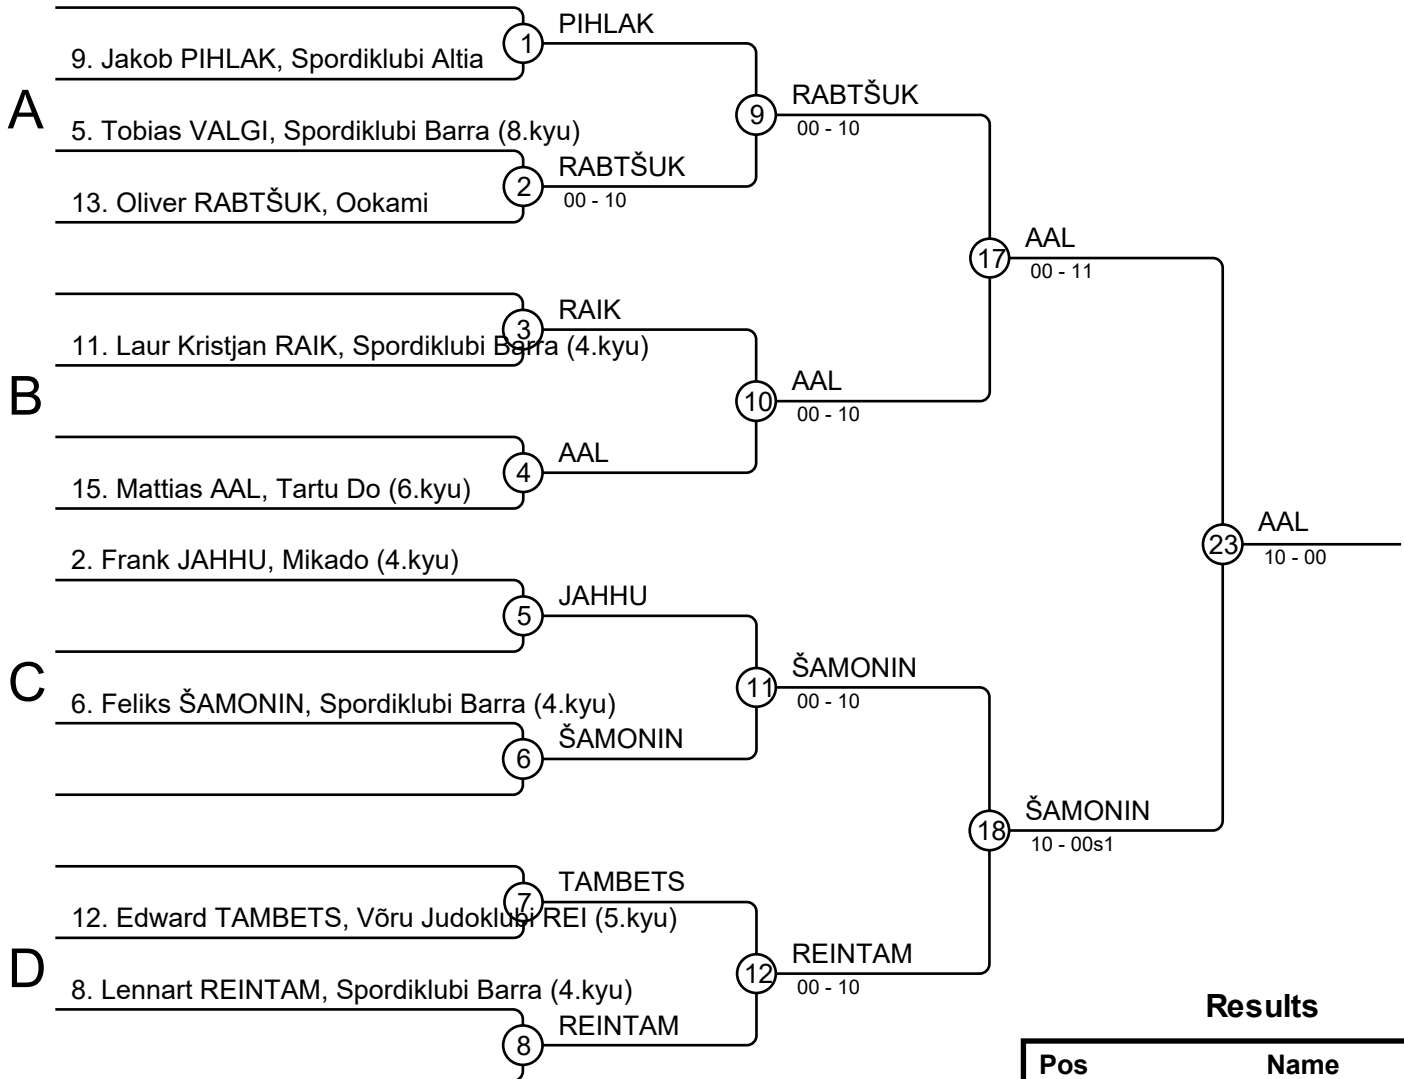 PIHLAK
1
9. Jakob PIHLAK, Spordiklubi Altia
A
RABTŠUK
9
00 - 10
5. Tobias VALGI, Spordiklubi Barra (8.kyu)
RABTŠUK
2
00 - 10
13. Oliver RABTŠUK, Ookami
AAL
17
00 - 11
RAIK
3
11. Laur Kristjan RAIK, Spordiklubi Barra (4.kyu)
B
AAL
10
00 - 10
AAL
4
15. Mattias AAL, Tartu Do (6.kyu)
AAL
23
10 - 00
2. Frank JAHHU, Mikado (4.kyu)
JAHHU
5
C
ŠAMONIN
11
00 - 10
6. Feliks ŠAMONIN, Spordiklubi Barra (4.kyu)
ŠAMONIN
6
ŠAMONIN
18
10 - 00s1
TAMBETS
7
12. Edward TAMBETS, Võru Judoklubi REI (5.kyu)
D
REINTAM
12
00 - 10
8. Lennart REINTAM, Spordiklubi Barra (4.kyu)
REINTAM
8
Results
Pos Name